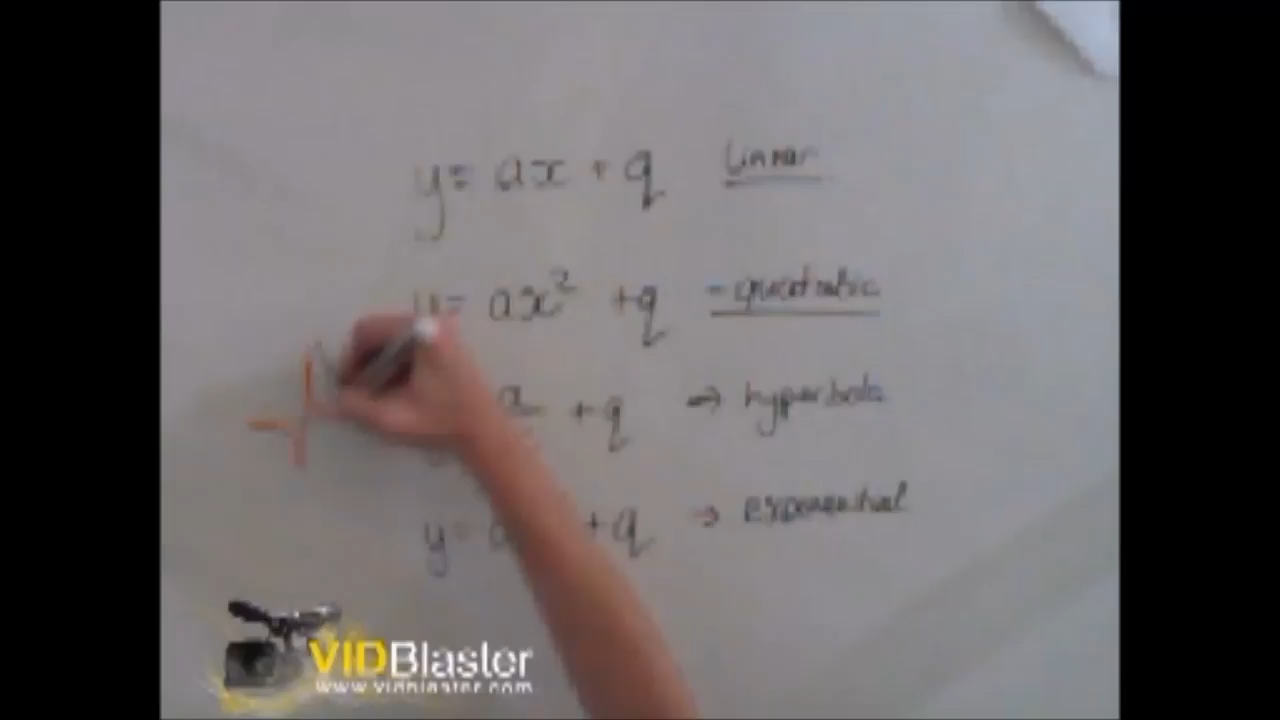 y = ax + q linear
y = ax² + q - quadratic
a + q → hyperbola
y = a + q → exponential
VIDBlaster
www.vidblaster.com